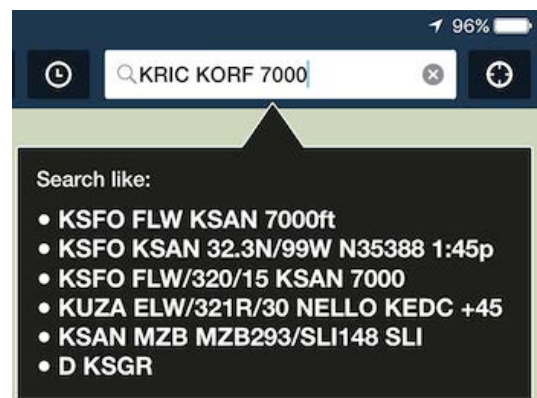 96%
KRIC KORF 7000
Search like:
• KSFO FLW KSAN 7000ft
• KSFO KSAN 32.3N/99W N35388 1:45p
• KSFO FLW/320/15 KSAN 7000
• KUZA ELW/321R/30 NELLO KEDC +45
• KSAN MZB MZB293/SLI148 SLI
• D KSGR